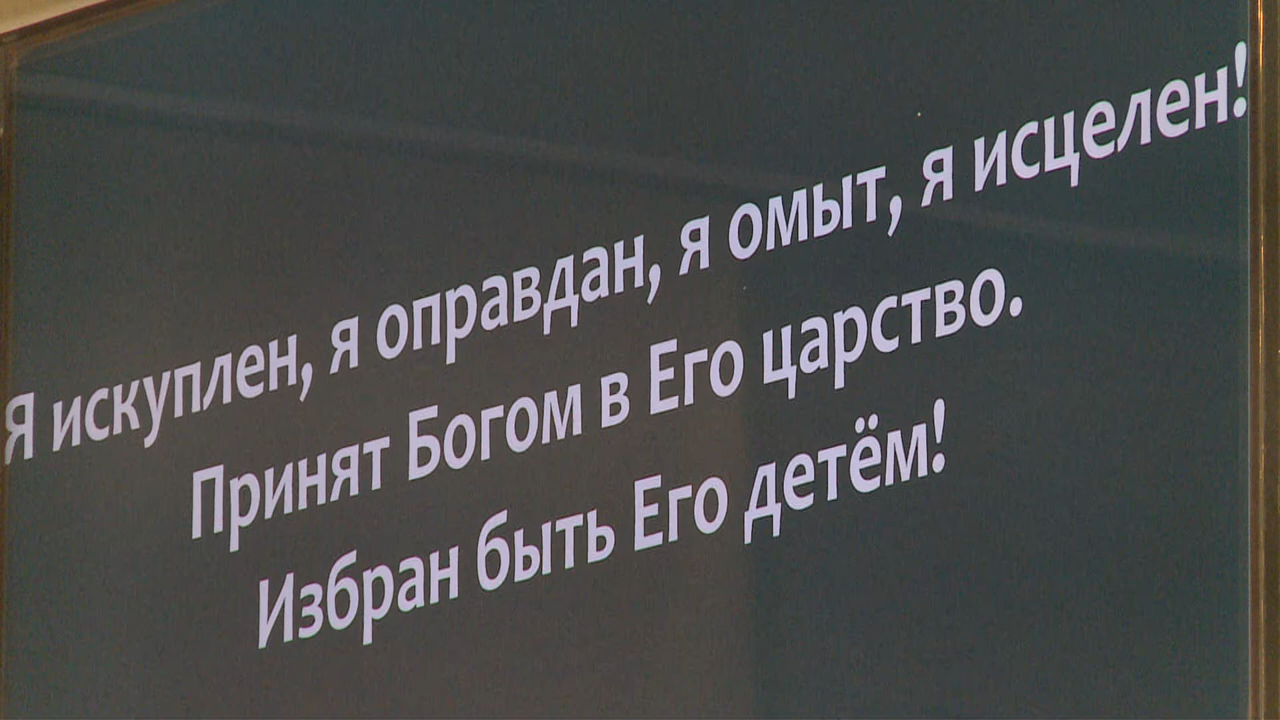 Я искуплен, я оправдан, я омыт, я исцелен!
Принят Богом в Его царство.
Избран быть Его детём!